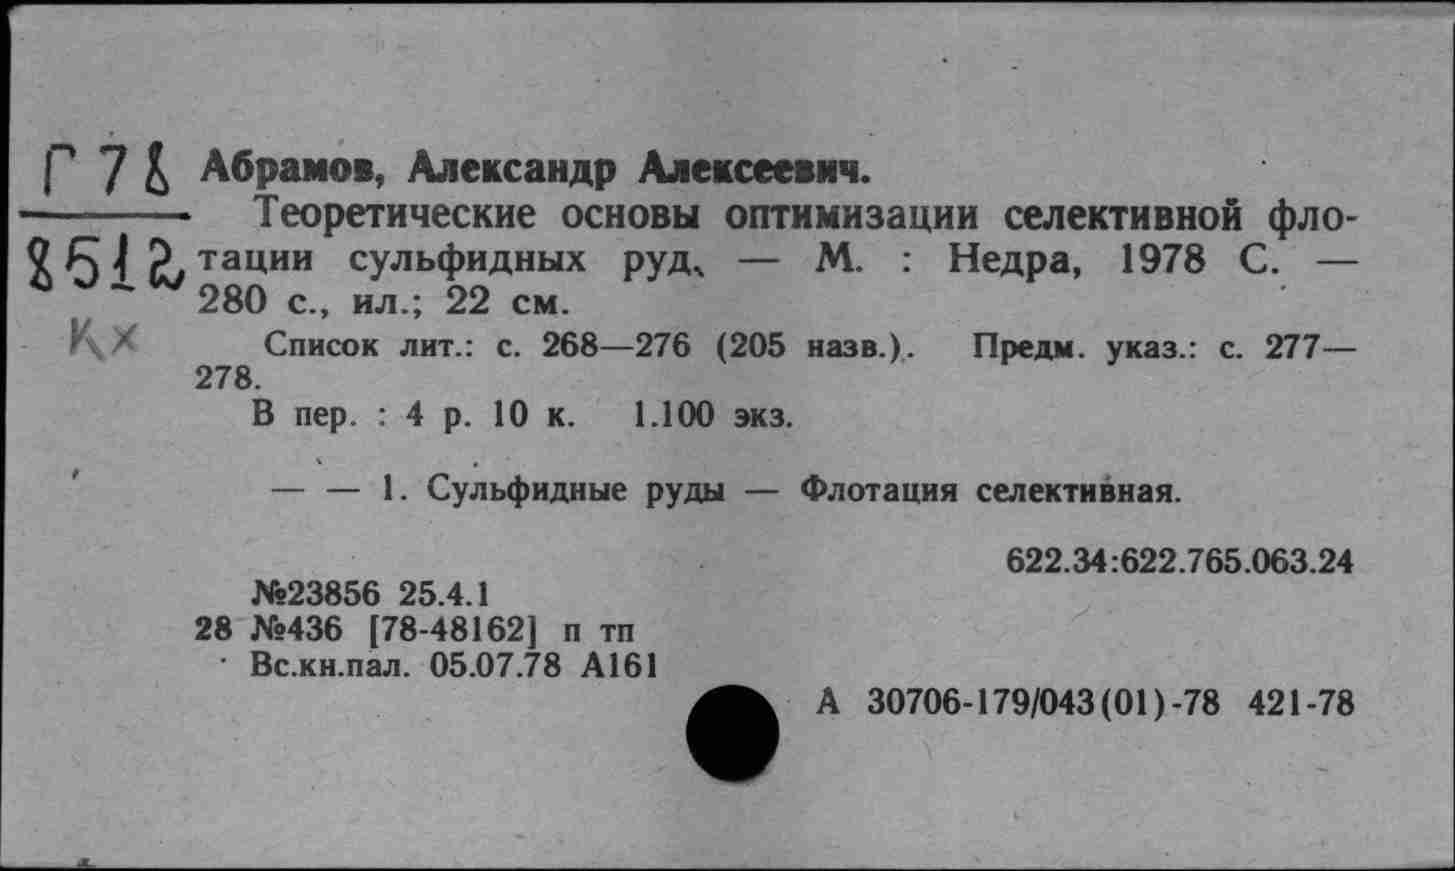 Г 78 Абрамов, Александр Алексеевич.
Теоретические основы оптимизации селективной фло-
8512 тации сульфидных руд. — М. : Недра, 1978 С. —
280 с., ил.; 22 см.
Кх
Список лит.: с. 268—276 (205 назв.). Предм. указ.: с. 277—
278.
В пер. : 4 р. 10 к. 1.100 экз.
— — 1. Сульфидные руды — Флотация селективная.
622.34:622.765.063.24
№23856 25.4.1
28 №436 [78-48162] п тп
Вс.кн.пал. 05.07.78 А161
А 30706-179/043(01)-78 421-78